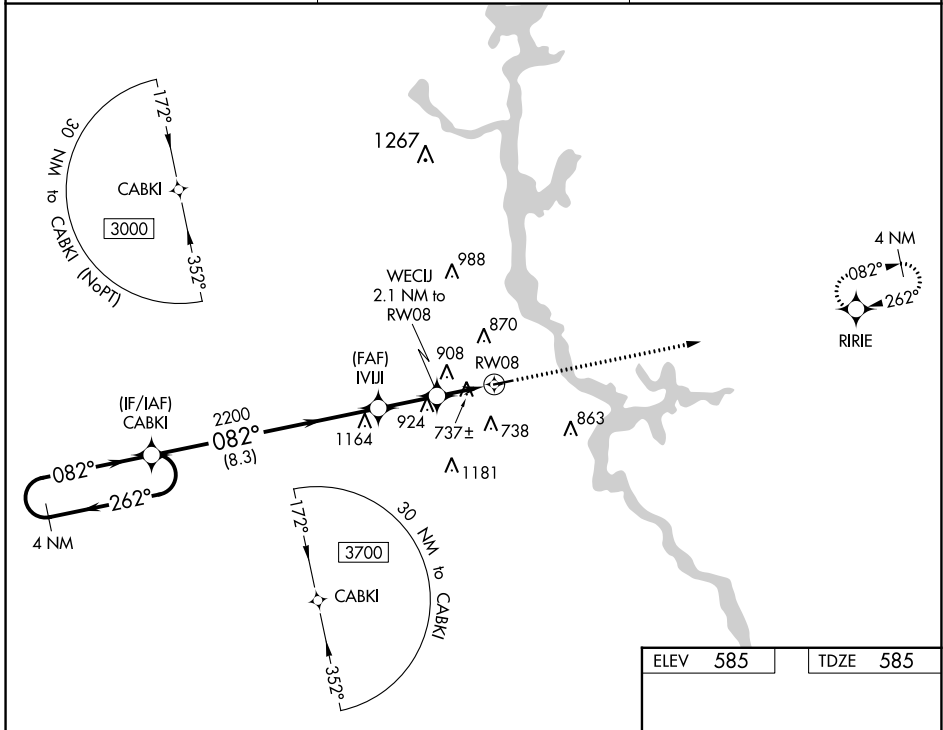 172°
30 NM to CABKI (NoPT)
CABKI
3000
352°
1267
4 NM
082°
262°
RIRIE
988
WECIJ
2.1 NM to
RW08
870
908
RW08
(FAF)
IVIJI
(IF/IAF)
CABKI
2200
082°
(8.3)
1164
924
737±
738
863
1181
082°
262°
4 NM
172°
30 NM to CABKI
3700
CABKI
352°
ELEV 585
TDZE 585